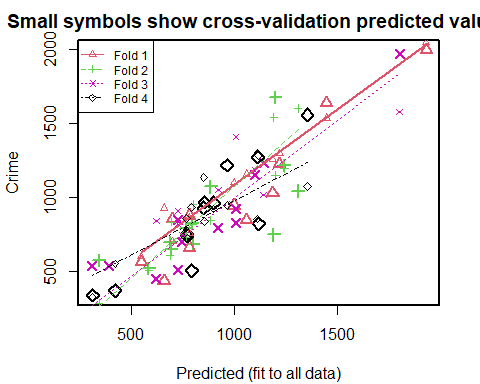 Small symbols show cross-validation predicted valu
2000
1500
1000
500
Crime
Fold 1
Fold 2
Fold 3
Fold 4
500
1000
1500
Predicted (fit to all data)